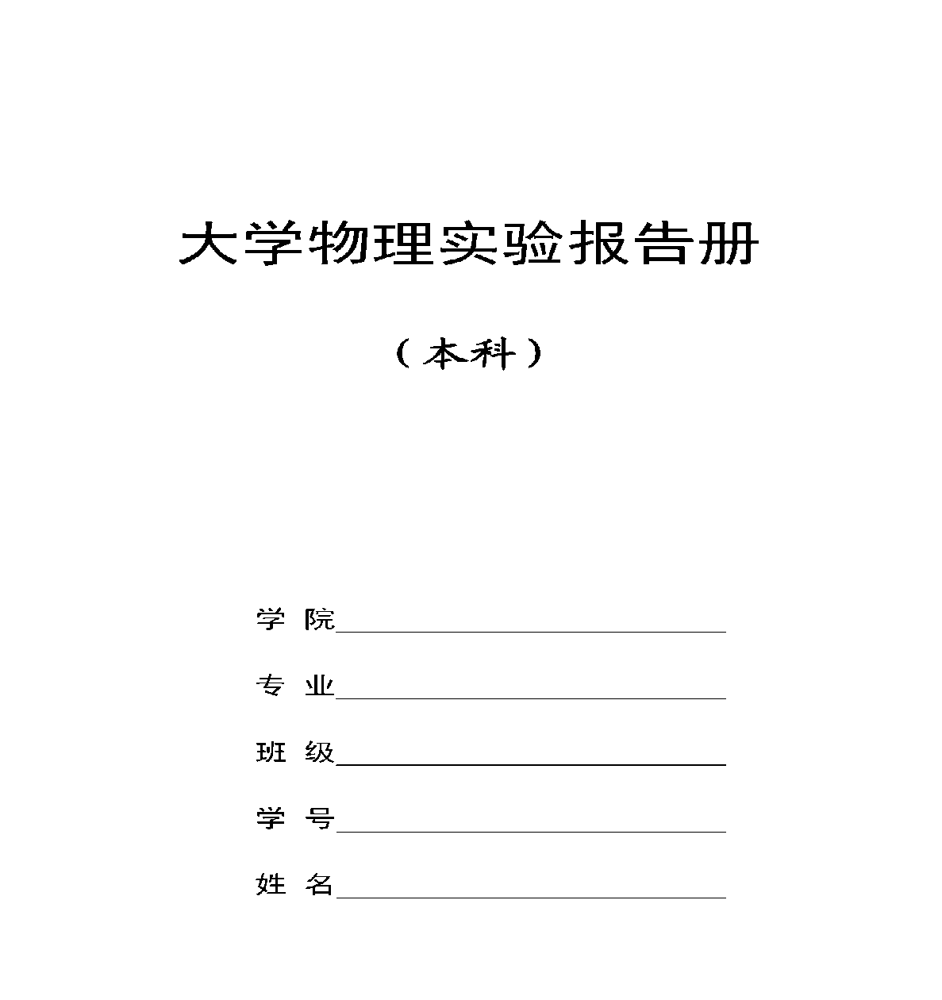 大学物理实验报告册
（本科）
学 院
专 业
班 级
学 号
姓 名